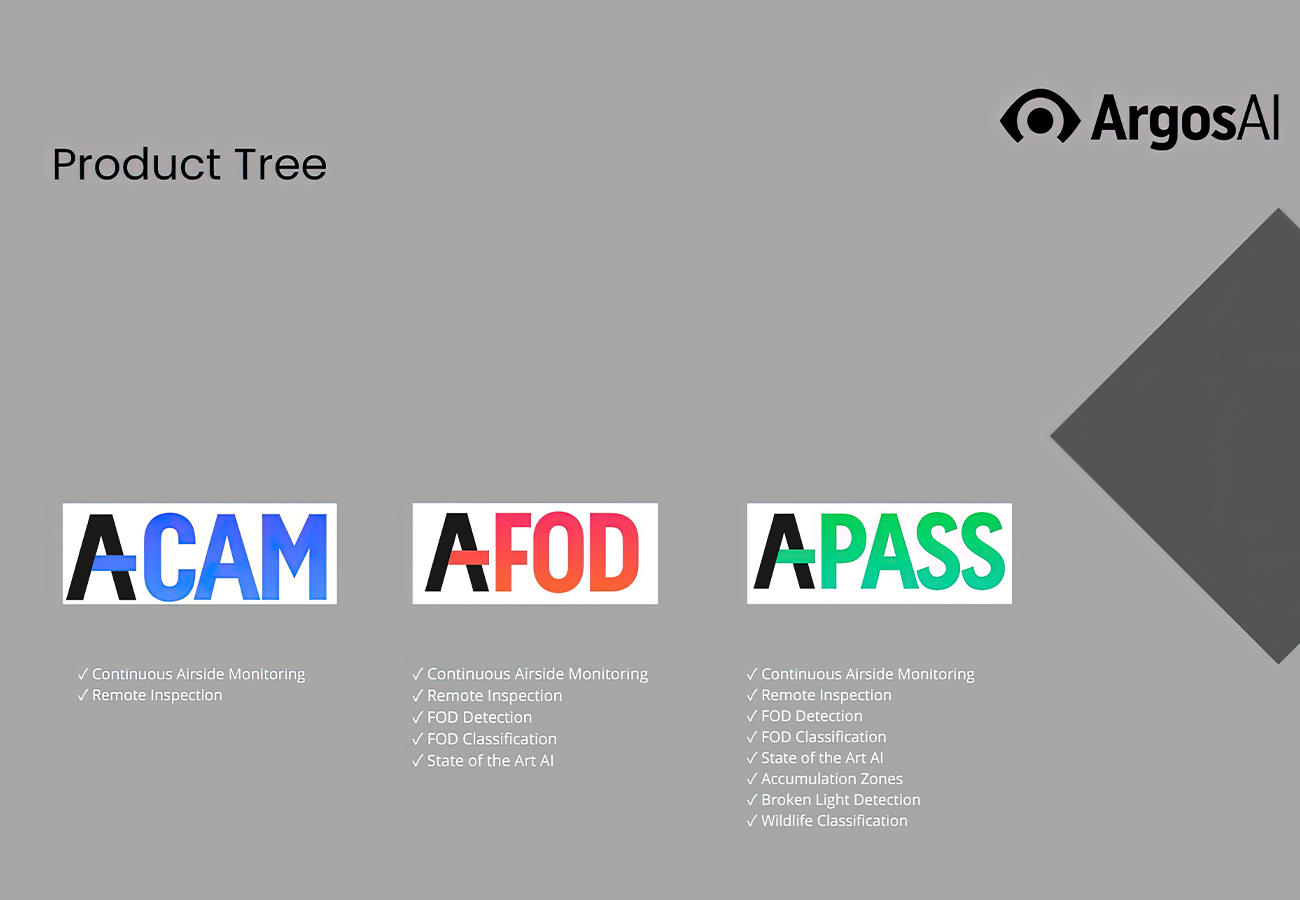 ArgosAI
Product Tree
A-CAM
✓ Continuous Airside Monitoring
✓ Remote Inspection
A-FOD
✓ Continuous Airside Monitoring
✓ Remote Inspection
✓ FOD Detection
✓ FOD Classification
✓ State of the Art AI
A-PASS
✓ Continuous Airside Monitoring
✓ Remote Inspection
✓ FOD Detection
✓ FOD Classification
✓ State of the Art AI
✓ Accumulation Zones
✓ Broken Light Detection
✓ Wildlife Classification